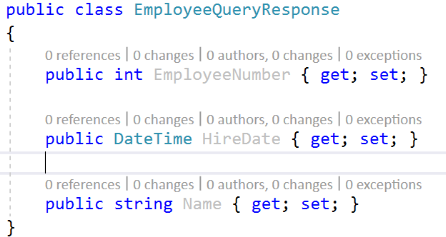 public class EmployeeQueryResponse
{
0 references | 0 changes | 0 authors, 0 changes | 0 exceptions
public int EmployeeNumber { get; set; }
0 references | 0 changes | 0 authors, 0 changes | 0 exceptions
public DateTime HireDate { get; set; }
0 references | 0 changes | 0 authors, 0 changes | 0 exceptions
public string Name { get; set; }
}